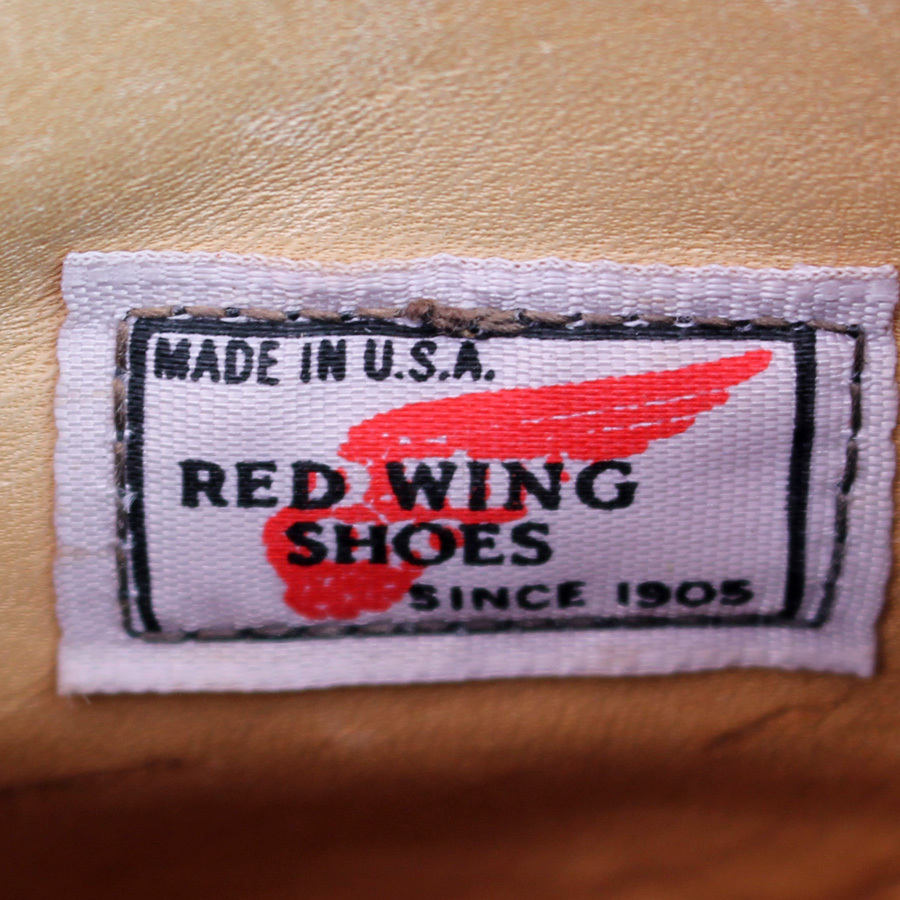 MADE IN U.S.A.
RED WING
SHOES
SINCE 1905